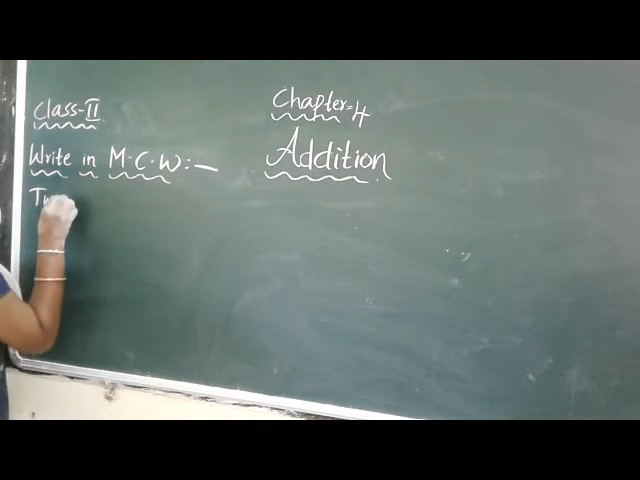 Class-II
Chapter-4
Write in M.C.W:-
Addition